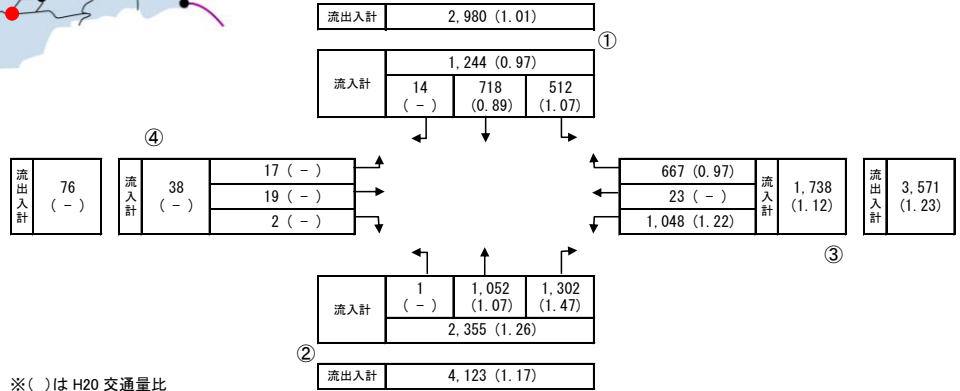 流出入計 2,980 (1.01)
①
流入計 1,244 (0.97)
14 718 512
( - ) (0.89) (1.07)
④
流出入計 76 ( - )
流入計 38 ( - )
17 ( - )
19 ( - )
2 ( - )
667 (0.97)
23 ( - )
1,048 (1.22)
流入計 1,738 (1.12)
流出入計 3,571 (1.23)
③
流入計
1 1,052 1,302
( - ) (1.07) (1.47)
2,355 (1.26)
②
流出入計 4,123 (1.17)
※( )は H20 交通量比